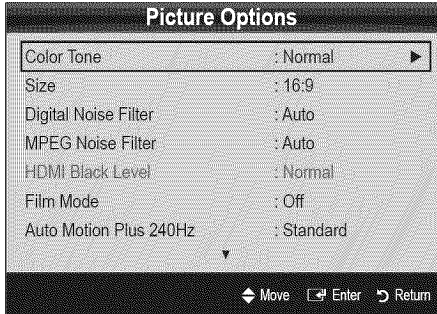 Picture Options
Color Tone : Normal ►
Size : 16:9
Digital Noise Filter : Auto
MPEG Noise Filter : Auto
HDMI Black Level : Normal
Film Mode : Off
Auto Motion Plus 240Hz : Standard
▼
Move Enter Return